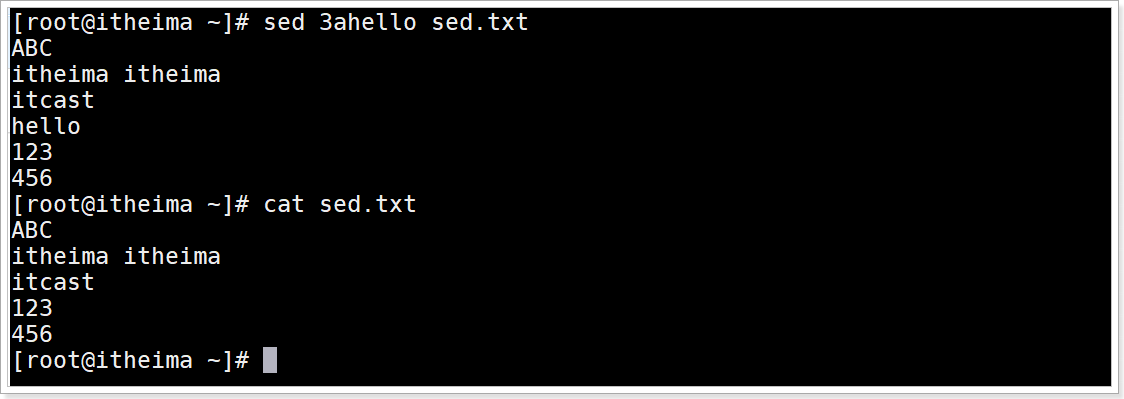 [root@itheima ~]# sed 3ahello sed.txt
ABC
itheima itheima
itcast
hello
123
456
[root@itheima ~]# cat sed.txt
ABC
itheima itheima
itcast
123
456
[root@itheima ~]#